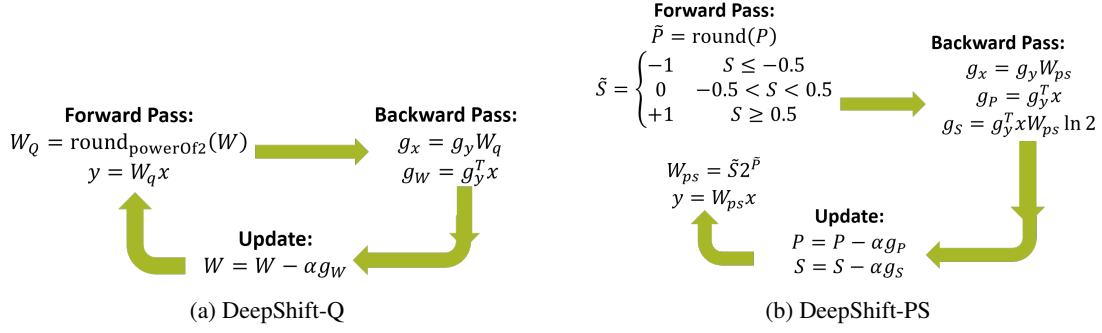 Forward Pass:
W_Q = round_powerOf2(W)
y = W_q x
Backward Pass:
g_x = g_y W_q
g_W = g_y^T x
Update:
W = W − αg_W
(a) DeepShift-Q
Forward Pass:
P̃ = round(P)
S̃ = { −1 S ≤ −0.5
0 −0.5 < S < 0.5
+1 S ≥ 0.5
W_ps = S̃2^P̃
y = W_ps x
Backward Pass:
g_x = g_y W_ps
g_P = g_y^T x
g_S = g_y^T x W_ps ln 2
Update:
P = P − αg_P
S = S − αg_S
(b) DeepShift-PS